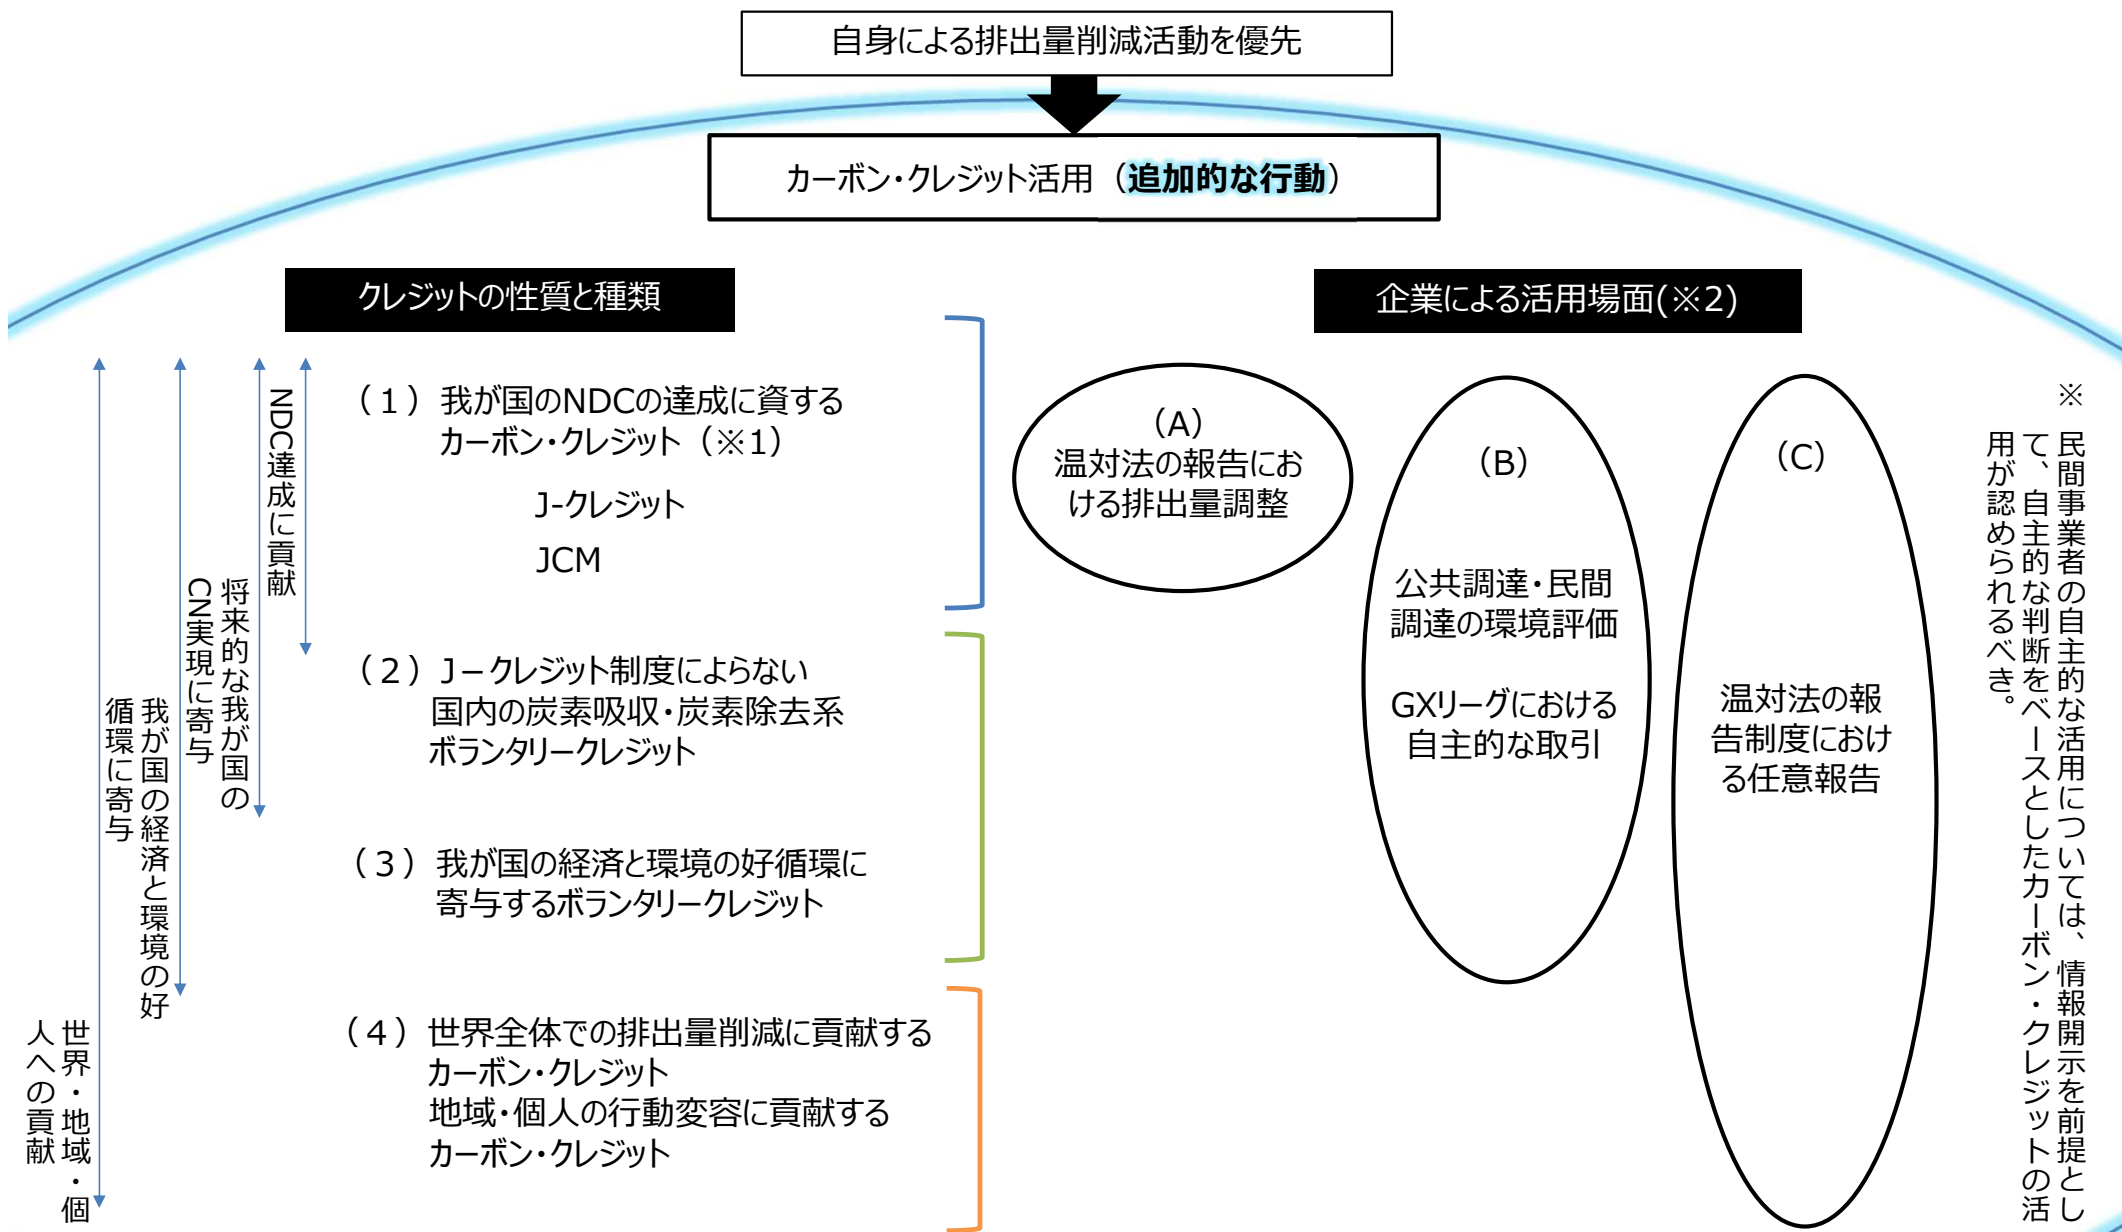 自身による排出量削減活動を優先
カーボン・クレジット活用（追加的な行動）
クレジットの性質と種類
企業による活用場面(※2)
NDC達成に貢献
将来的な我が国の
CN実現に寄与
我が国の経済と環境の好
循環に寄与
世界・地域・個
人への貢献
（１）我が国のNDCの達成に資する
カーボン・クレジット（※1）
J-クレジット
JCM
（２）J－クレジット制度によらない
国内の炭素吸収・炭素除去系
ボランタリークレジット
（３）我が国の経済と環境の好循環に
寄与するボランタリークレジット
（４）世界全体での排出量削減に貢献する
カーボン・クレジット
地域・個人の行動変容に貢献する
カーボン・クレジット
（A）
温対法の報告にお
ける排出量調整
（B）
公共調達・民間
調達の環境評価
GXリーグにおける
自主的な取引
（C）
温対法の報
告制度におけ
る任意報告
※　民間事業者の自主的な活用については、情報開示を前提とし
て、自主的な判断をベースとしたカーボン・クレジットの活
用が認められるべき。